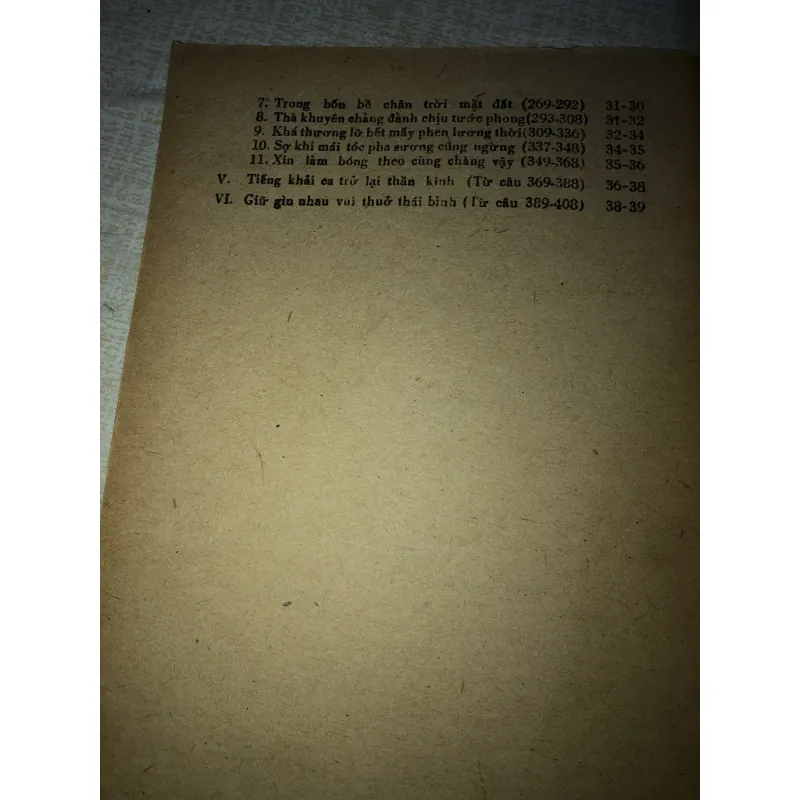 7. Trong bốn bề chân trời mặt đất (269-292) 31-30
8. Thà khuyên chàng đành chịu tước phong(293-308) 31-32
9. Khá thương lỡ hết mấy phen lương thời(309-336) 32-34
10. Sợ khi mái tóc pha sương cũng ngừng (337-348) 34-35
11. Xin làm bóng theo cùng chàng vậy (349-368) 35-36
V. Tiếng khải ca trở lại thần kinh (Từ câu 369-388) 36-38
VI. Giữ gìn nhau vui thuở thái bình (Từ câu 389-408) 38-39